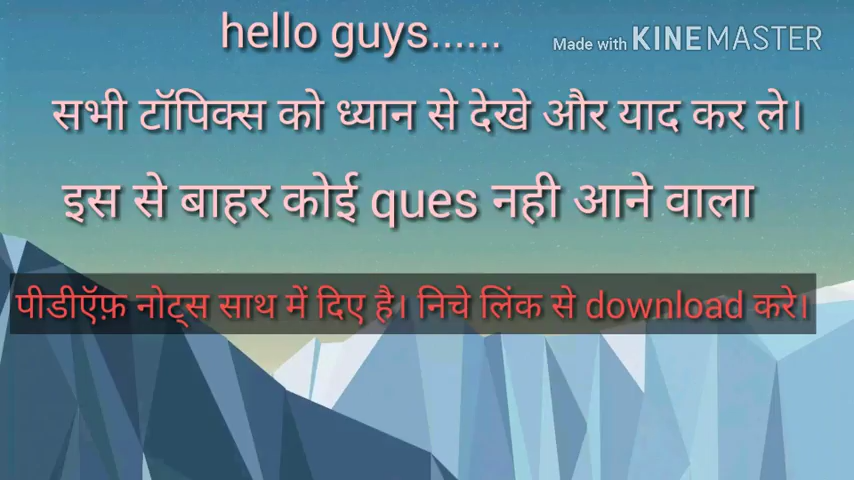 hello guys......
Made with KINEMASTER
सभी टॉपिक्स को ध्यान से देखे और याद कर ले।
इस से बाहर कोई ques नही आने वाला
पीडीऍफ़ नोट्स साथ में दिए है। निचे लिंक से download करे।